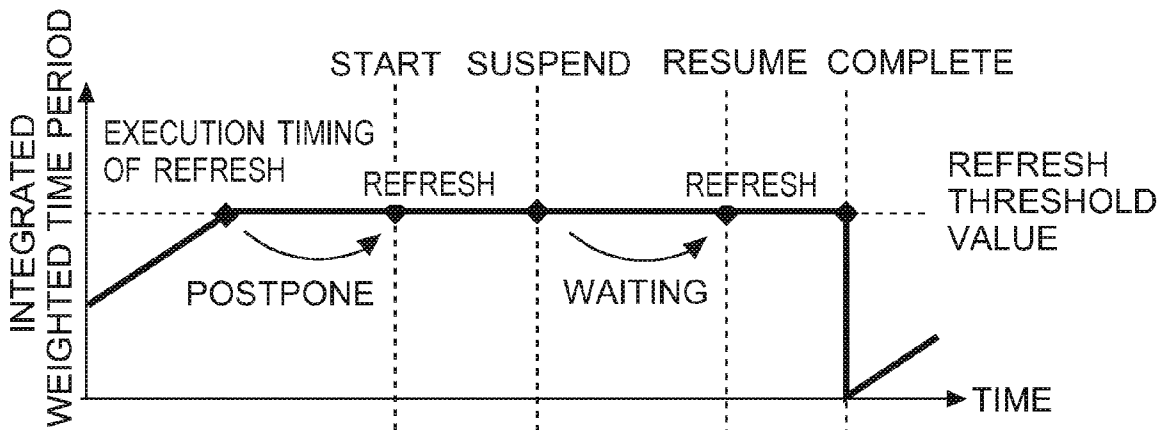 START SUSPEND RESUME COMPLETE
INTEGRATED
WEIGHTED TIME PERIOD
EXECUTION TIMING
OF REFRESH
REFRESH
REFRESH
REFRESH
THRESHOLD
VALUE
POSTPONE
WAITING
TIME